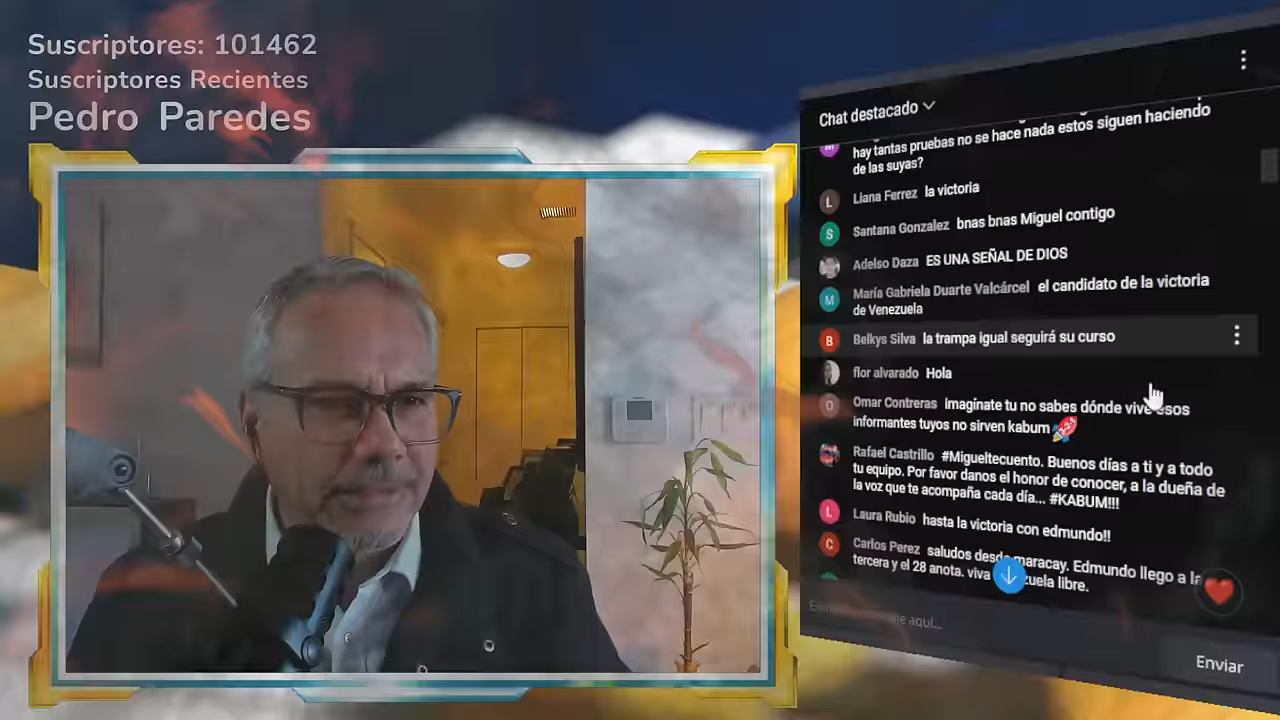 Suscriptores: 101462
Suscriptores Recientes
Pedro Paredes
Chat destacado
hay tantas pruebas no se hace nada estos siguen haciendo
de las suyas?
L Liana Ferrez la victoria
S Santana Gonzalez bnas bnas Miguel contigo
Adelso Daza ES UNA SEÑAL DE DIOS
M María Gabriela Duarte Valcárcel el candidato de la victoria
de Venezuela
B Belkys Silva la trampa igual seguirá su curso
flor alvarado Hola
O Omar Contreras imagínate tu no sabes dónde vive esos
informantes tuyos no sirven kabum
Rafael Castrillo #Migueltecuento. Buenos días a ti y a todo
tu equipo. Por favor danos el honor de conocer, a la dueña de
la voz que te acompaña cada día... #KABUM!!!
L Laura Rubio hasta la victoria con edmundo!!
C Carlos Perez saludos desde maracay. Edmundo llego a la
tercera y el 28 anota. viva libre.
aquí...
Enviar